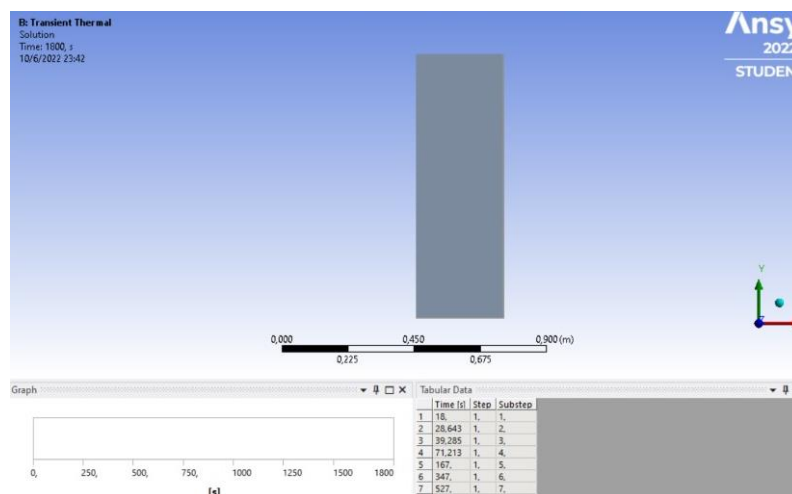 B: Transient Thermal
Solution
Time: 1800, s
10/6/2022 23:42
Ansy
2022
STUDEN
Y
0,000 0,450 0,900 (m)
0,225 0,675
Graph
0, 250, 500, 750, 1000 1250 1500 1800
[s]
Tabular Data
Time [s] Step Substep
1 18, 1, 1,
2 28,643 1, 2,
3 39,285 1, 3,
4 71,213 1, 4,
5 167, 1, 5,
6 347, 1, 6,
7 527, 1, 7,